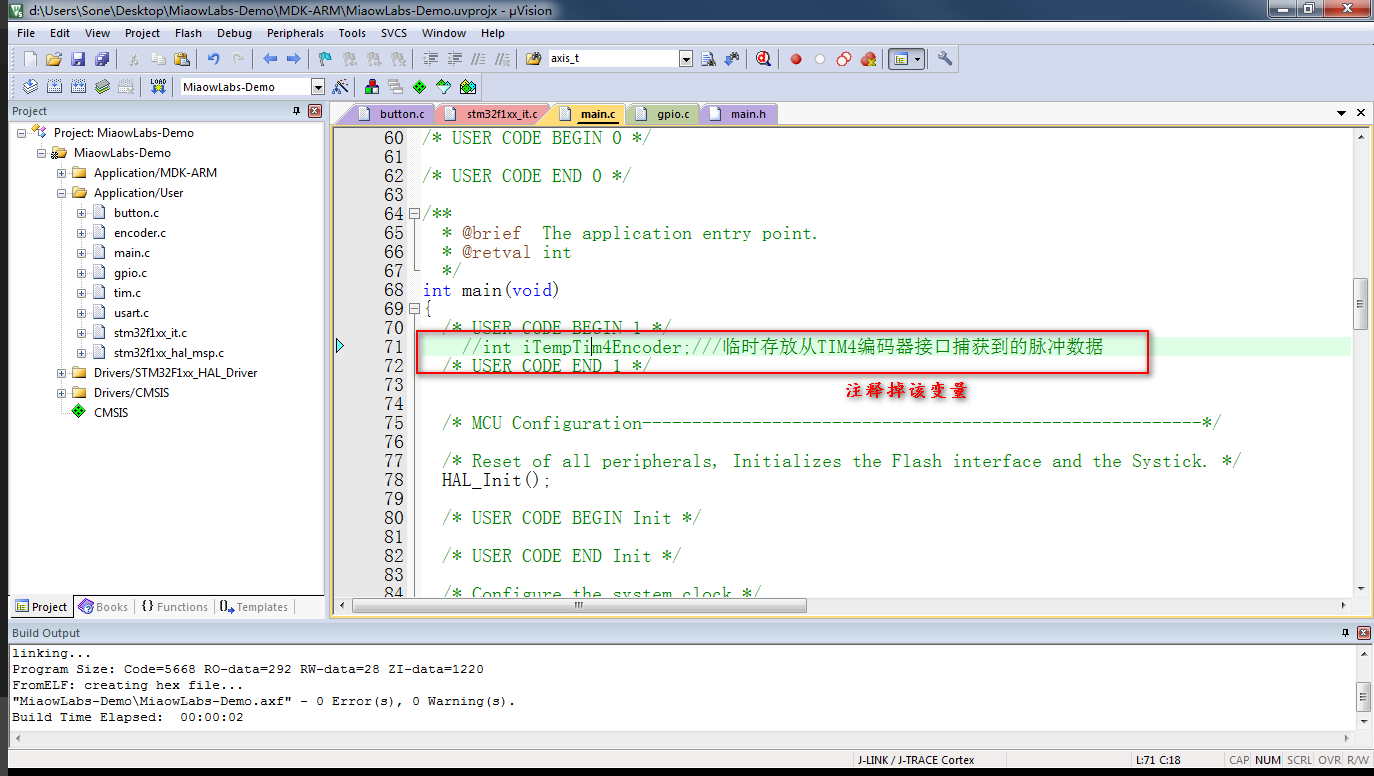 d:\Users\Sone\Desktop\MiaowLabs-Demo\MDK-ARM\MiaowLabs-Demo.uvprojx - µVision
File Edit View Project Flash Debug Peripherals Tools SVCS Window Help
axis_t
LOAD MiaowLabs-Demo
Project
button.c stm32f1xx_it.c main.c gpio.c main.h
Project: MiaowLabs-Demo
MiaowLabs-Demo
Application/MDK-ARM
Application/User
button.c
encoder.c
main.c
gpio.c
tim.c
usart.c
stm32f1xx_it.c
stm32f1xx_hal_msp.c
Drivers/STM32F1xx_HAL_Driver
Drivers/CMSIS
CMSIS
60 /* USER CODE BEGIN 0 */
61
62 /* USER CODE END 0 */
63
64 /**
65 * @brief  The application entry point.
66 * @retval int
67 */
68 int main(void)
69 {
70 /* USER CODE BEGIN 1 */
71 //int iTempTim4Encoder;///临时存放从TIM4编码器接口捕获到的脉冲数据
72 /* USER CODE END 1 */
73
注释掉该变量
74
75 /* MCU Configuration--------------------------------------------------------*/
76
77 /* Reset of all peripherals, Initializes the Flash interface and the Systick. */
78 HAL_Init();
79
80 /* USER CODE BEGIN Init */
81
82 /* USER CODE END Init */
83
84 /* Configure the system clock */
Project Books {} Functions Templates
Build Output
linking...
Program Size: Code=5668 RO-data=292 RW-data=28 ZI-data=1220
FromELF: creating hex file...
"MiaowLabs-Demo\MiaowLabs-Demo.axf" - 0 Error(s), 0 Warning(s).
Build Time Elapsed:  00:00:02
J-LINK / J-TRACE Cortex L:71 C:18 CAP NUM SCRL OVR R/W